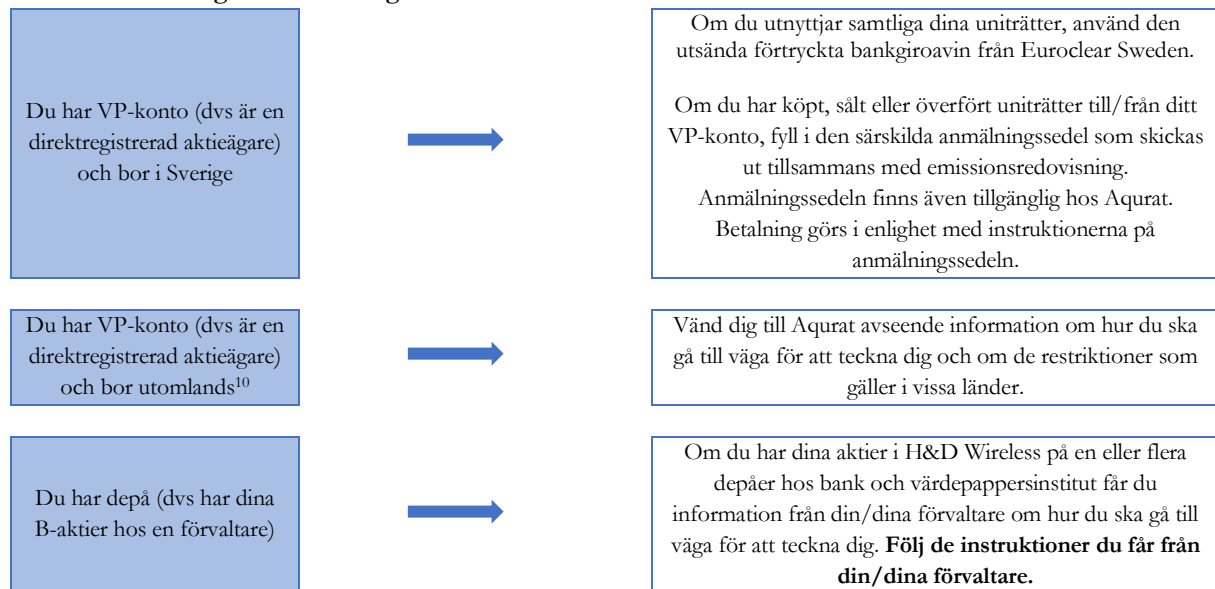 Du har VP-konto (dvs är en
direktregistrerad aktieägare)
och bor i Sverige
Om du utnyttjar samtliga dina uniträtter, använd den
utsända förtryckta bankgiroavin från Euroclear Sweden.
Om du har köpt, sålt eller överfört uniträtter till/från ditt
VP-konto, fyll i den särskilda anmälningssedel som skickas
ut tillsammans med emissionsredovisning.
Anmälningssedeln finns även tillgänglig hos Aqurat.
Betalning görs i enlighet med instruktionerna på
anmälningssedeln.
Du har VP-konto (dvs är en
direktregistrerad aktieägare)
och bor utomlands¹⁰
Vänd dig till Aqurat avseende information om hur du ska
gå till väga för att teckna dig och om de restriktioner som
gäller i vissa länder.
Du har depå (dvs har dina
B-aktier hos en förvaltare)
Om du har dina aktier i H&D Wireless på en eller flera
depåer hos bank och värdepappersinstitut får du
information från din/dina förvaltare om hur du ska gå till
väga för att teckna dig. Följ de instruktioner du får från
din/dina förvaltare.